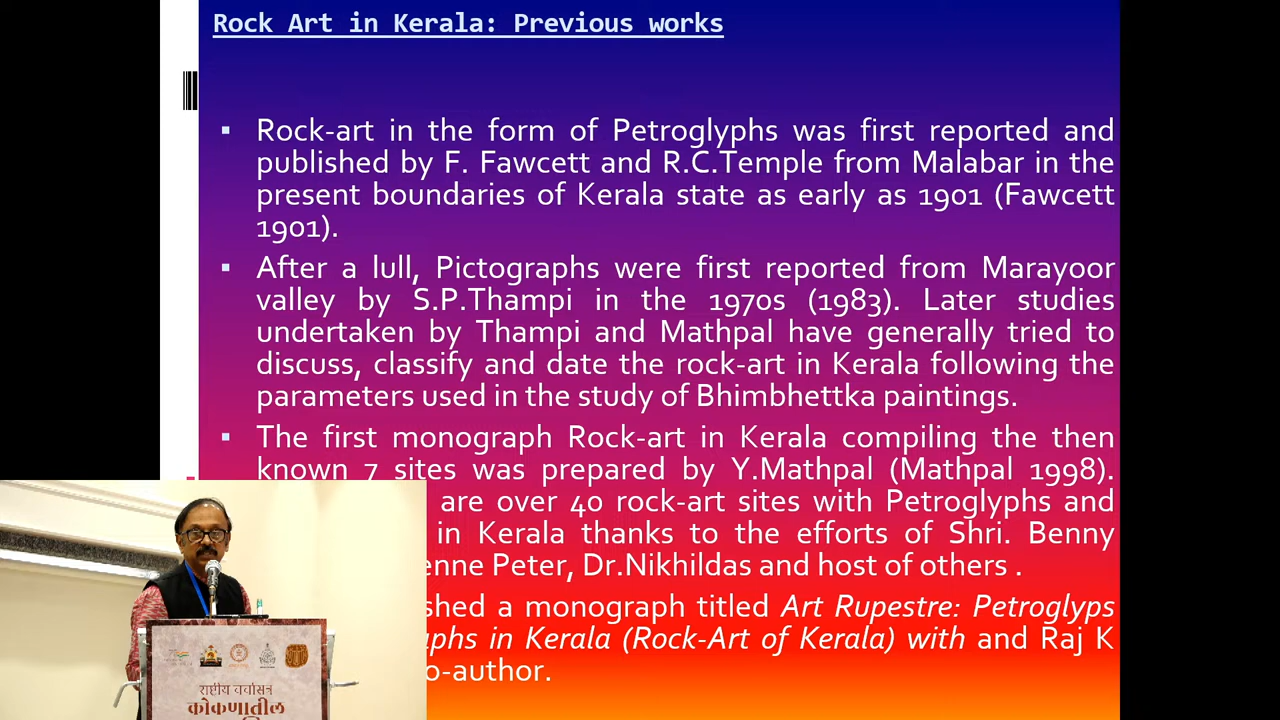 Rock Art in Kerala: Previous works
▪ Rock-art in the form of Petroglyphs was first reported and
published by F. Fawcett and R.C.Temple from Malabar in the
present boundaries of Kerala state as early as 1901 (Fawcett
1901).
▪ After a lull, Pictographs were first reported from Marayoor
valley by S.P.Thampi in the 1970s (1983). Later studies
undertaken by Thampi and Mathpal have generally tried to
discuss, classify and date the rock-art in Kerala following the
parameters used in the study of Bhimbhettka paintings.
▪ The first monograph Rock-art in Kerala compiling the then
known 7 sites was prepared by Y.Mathpal (Mathpal 1998).
are over 40 rock-art sites with Petroglyphs and
in Kerala thanks to the efforts of Shri. Benny
enne Peter, Dr.Nikhildas and host of others .
shed a monograph titled Art Rupestre: Petroglyps
aphs in Kerala (Rock-Art of Kerala) with and Raj K
o-author.
राष्ट्रीय चर्चासत्र
कोकणातील